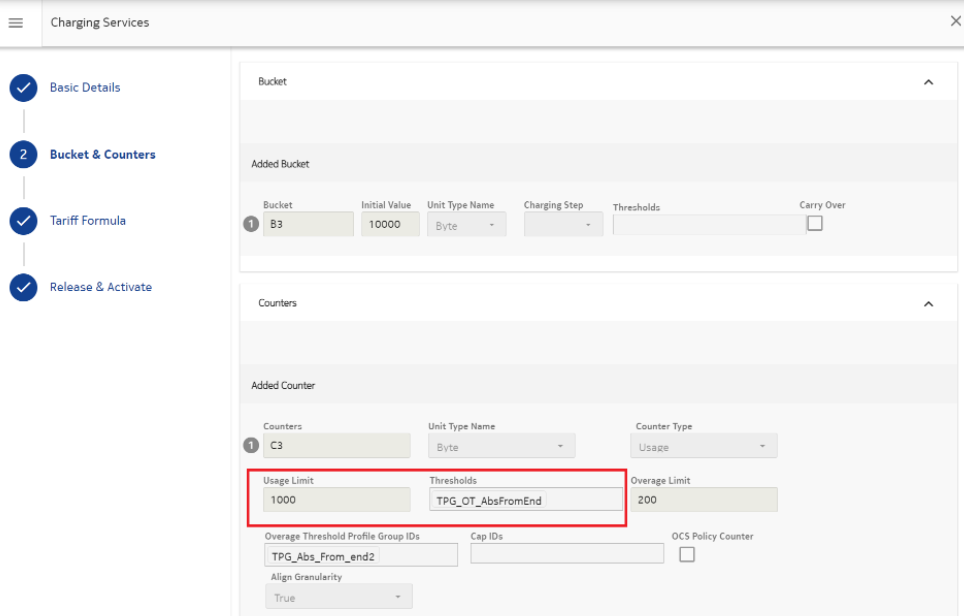 Charging Services
Basic Details
2 Bucket & Counters
Tariff Formula
Release & Activate
Bucket
Added Bucket
Bucket Initial Value Unit Type Name Charging Step Thresholds Carry Over
1 B3 10000 Byte
Counters
Added Counter
Counters Unit Type Name Counter Type
1 C3 Byte Usage
Usage Limit Thresholds Overage Limit
1000 TPG_OT_AbsFromEnd 200
Overage Threshold Profile Group IDs Cap IDs OCS Policy Counter
TPG_Abs_From_end2
Align Granularity
True